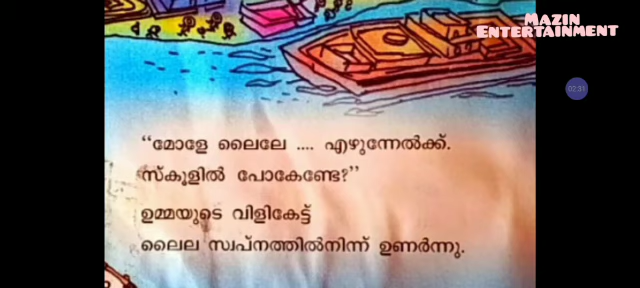 MAZIN
ENTERTAINMENT
02:31
“മോളേ ലൈലേ .... എഴുന്നേൽക്ക്.
സ്കൂളിൽ പോകേണ്ടേ?”
ഉമ്മയുടെ വിളികേട്ട്
ലൈല സ്വപ്നത്തിൽനിന്ന് ഉണർന്നു.